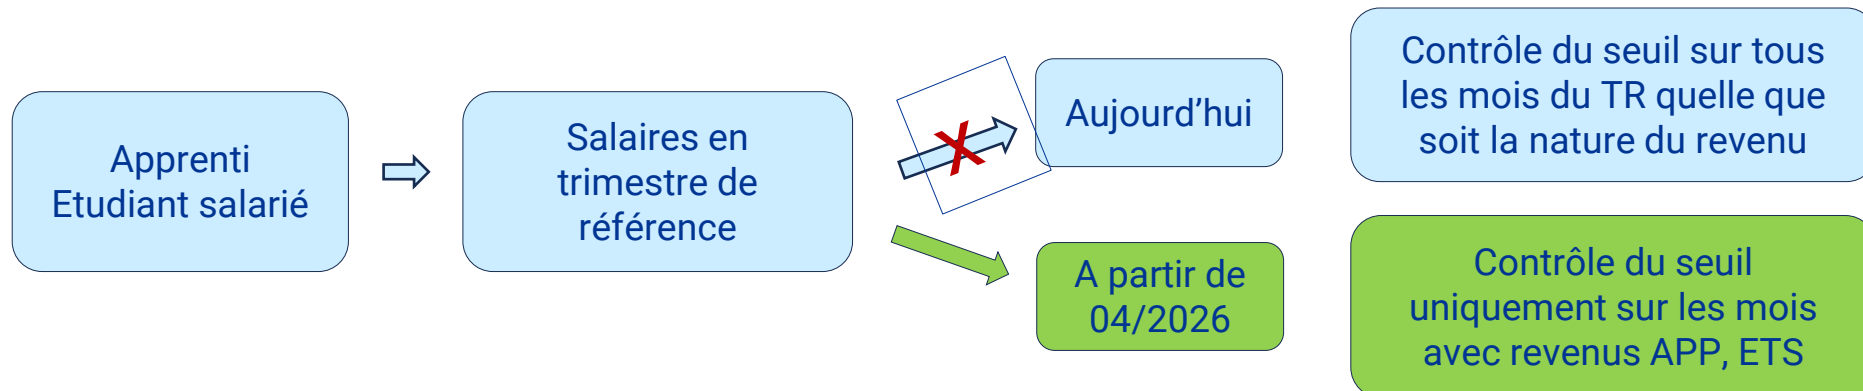 Apprenti
Etudiant salarié
Salaires en
trimestre de
référence
X
Aujourd’hui
Contrôle du seuil sur tous
les mois du TR quelle que
soit la nature du revenu
A partir de
04/2026
Contrôle du seuil
uniquement sur les mois
avec revenus APP, ETS